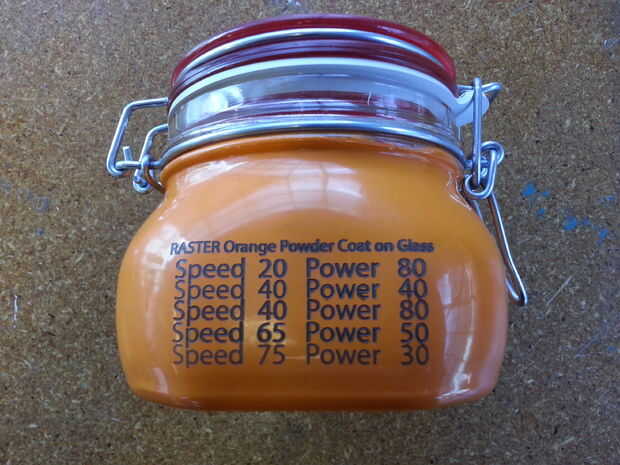 RASTER Orange Powder Coat on Glass
Speed 20 Power 80
Speed 40 Power 40
Speed 40 Power 80
Speed 65 Power 50
Speed 75 Power 30